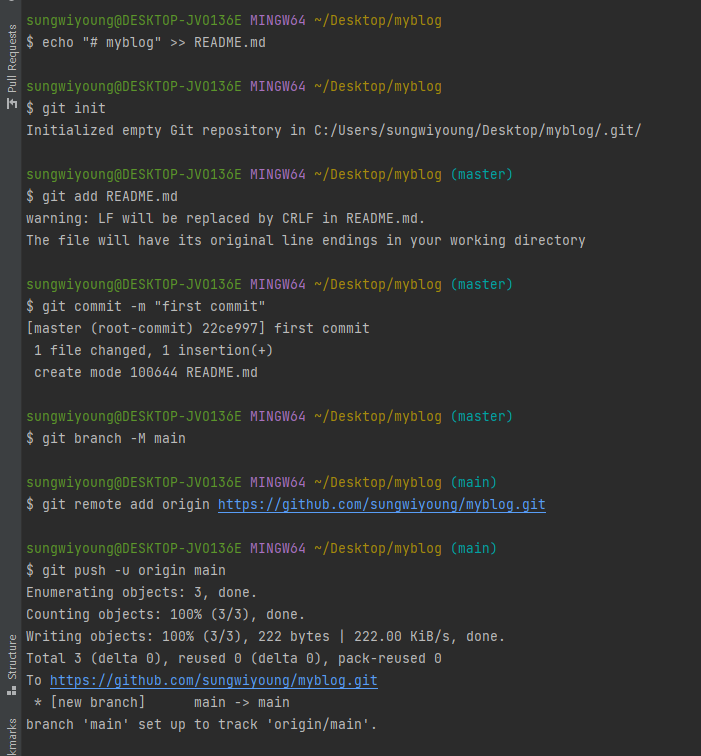 Pull Requests
Structure
kmarks
sungwiyoung@DESKTOP-JVO136E MINGW64 ~/Desktop/myblog
$ echo "# myblog" >> README.md
sungwiyoung@DESKTOP-JVO136E MINGW64 ~/Desktop/myblog
$ git init
Initialized empty Git repository in C:/Users/sungwiyoung/Desktop/myblog/.git/
sungwiyoung@DESKTOP-JVO136E MINGW64 ~/Desktop/myblog (master)
$ git add README.md
warning: LF will be replaced by CRLF in README.md.
The file will have its original line endings in your working directory
sungwiyoung@DESKTOP-JVO136E MINGW64 ~/Desktop/myblog (master)
$ git commit -m "first commit"
[master (root-commit) 22ce997] first commit
 1 file changed, 1 insertion(+)
 create mode 100644 README.md
sungwiyoung@DESKTOP-JVO136E MINGW64 ~/Desktop/myblog (master)
$ git branch -M main
sungwiyoung@DESKTOP-JVO136E MINGW64 ~/Desktop/myblog (main)
$ git remote add origin https://github.com/sungwiyoung/myblog.git
sungwiyoung@DESKTOP-JVO136E MINGW64 ~/Desktop/myblog (main)
$ git push -u origin main
Enumerating objects: 3, done.
Counting objects: 100% (3/3), done.
Writing objects: 100% (3/3), 222 bytes | 222.00 KiB/s, done.
Total 3 (delta 0), reused 0 (delta 0), pack-reused 0
To https://github.com/sungwiyoung/myblog.git
 * [new branch]      main -> main
branch 'main' set up to track 'origin/main'.